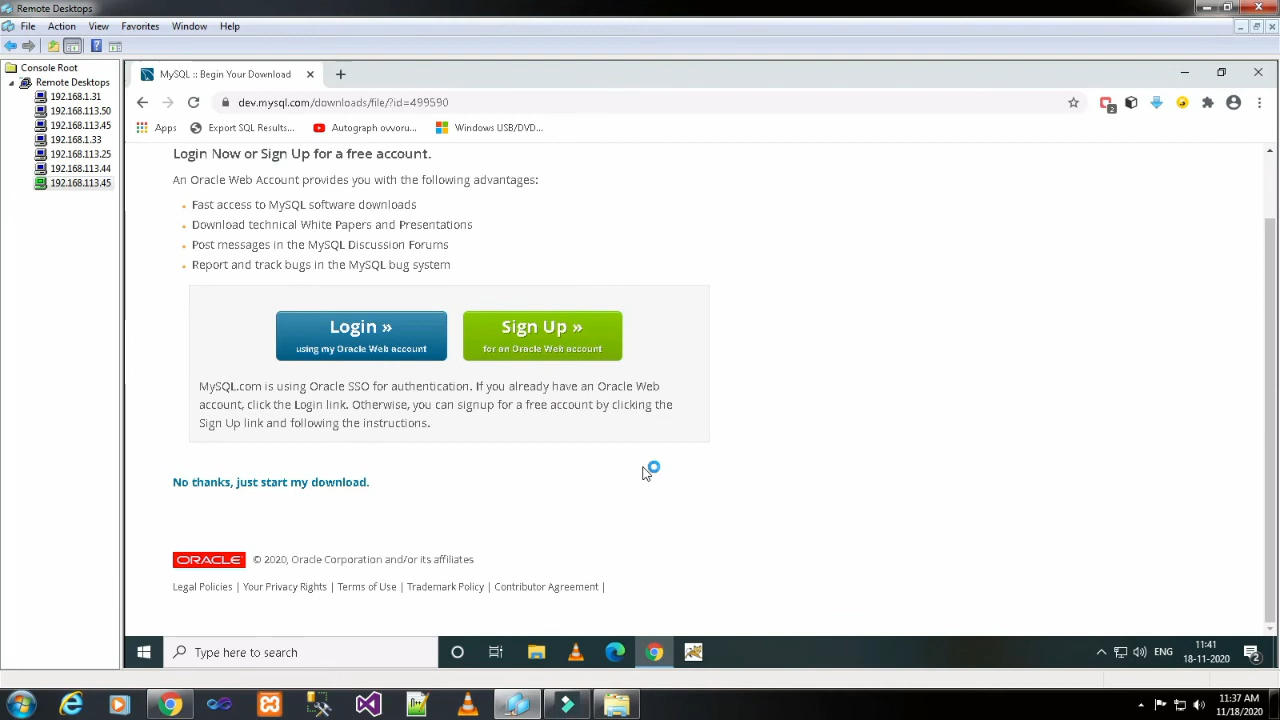 Remote Desktops
File Action View Favorites Window Help
Console Root
Remote Desktops
192.168.1.31
192.168.113.50
192.168.113.45
192.168.1.33
192.168.113.25
192.168.113.44
192.168.113.45
MySQL :: Begin Your Download
dev.mysql.com/downloads/file/?id=499590
2
Apps Export SQL Results... Autograph ovvoru... Windows USB/DVD...
Login Now or Sign Up for a free account.
An Oracle Web Account provides you with the following advantages:
Fast access to MySQL software downloads
Download technical White Papers and Presentations
Post messages in the MySQL Discussion Forums
Report and track bugs in the MySQL bug system
Login »
using my Oracle Web account
Sign Up »
for an Oracle Web account
MySQL.com is using Oracle SSO for authentication. If you already have an Oracle Web
account, click the Login link. Otherwise, you can signup for a free account by clicking the
Sign Up link and following the instructions.
No thanks, just start my download.
ORACLE © 2020, Oracle Corporation and/or its affiliates
Legal Policies | Your Privacy Rights | Terms of Use | Trademark Policy | Contributor Agreement |
Type here to search
ENG
11:41
18-11-2020
2
11:37 AM
11/18/2020